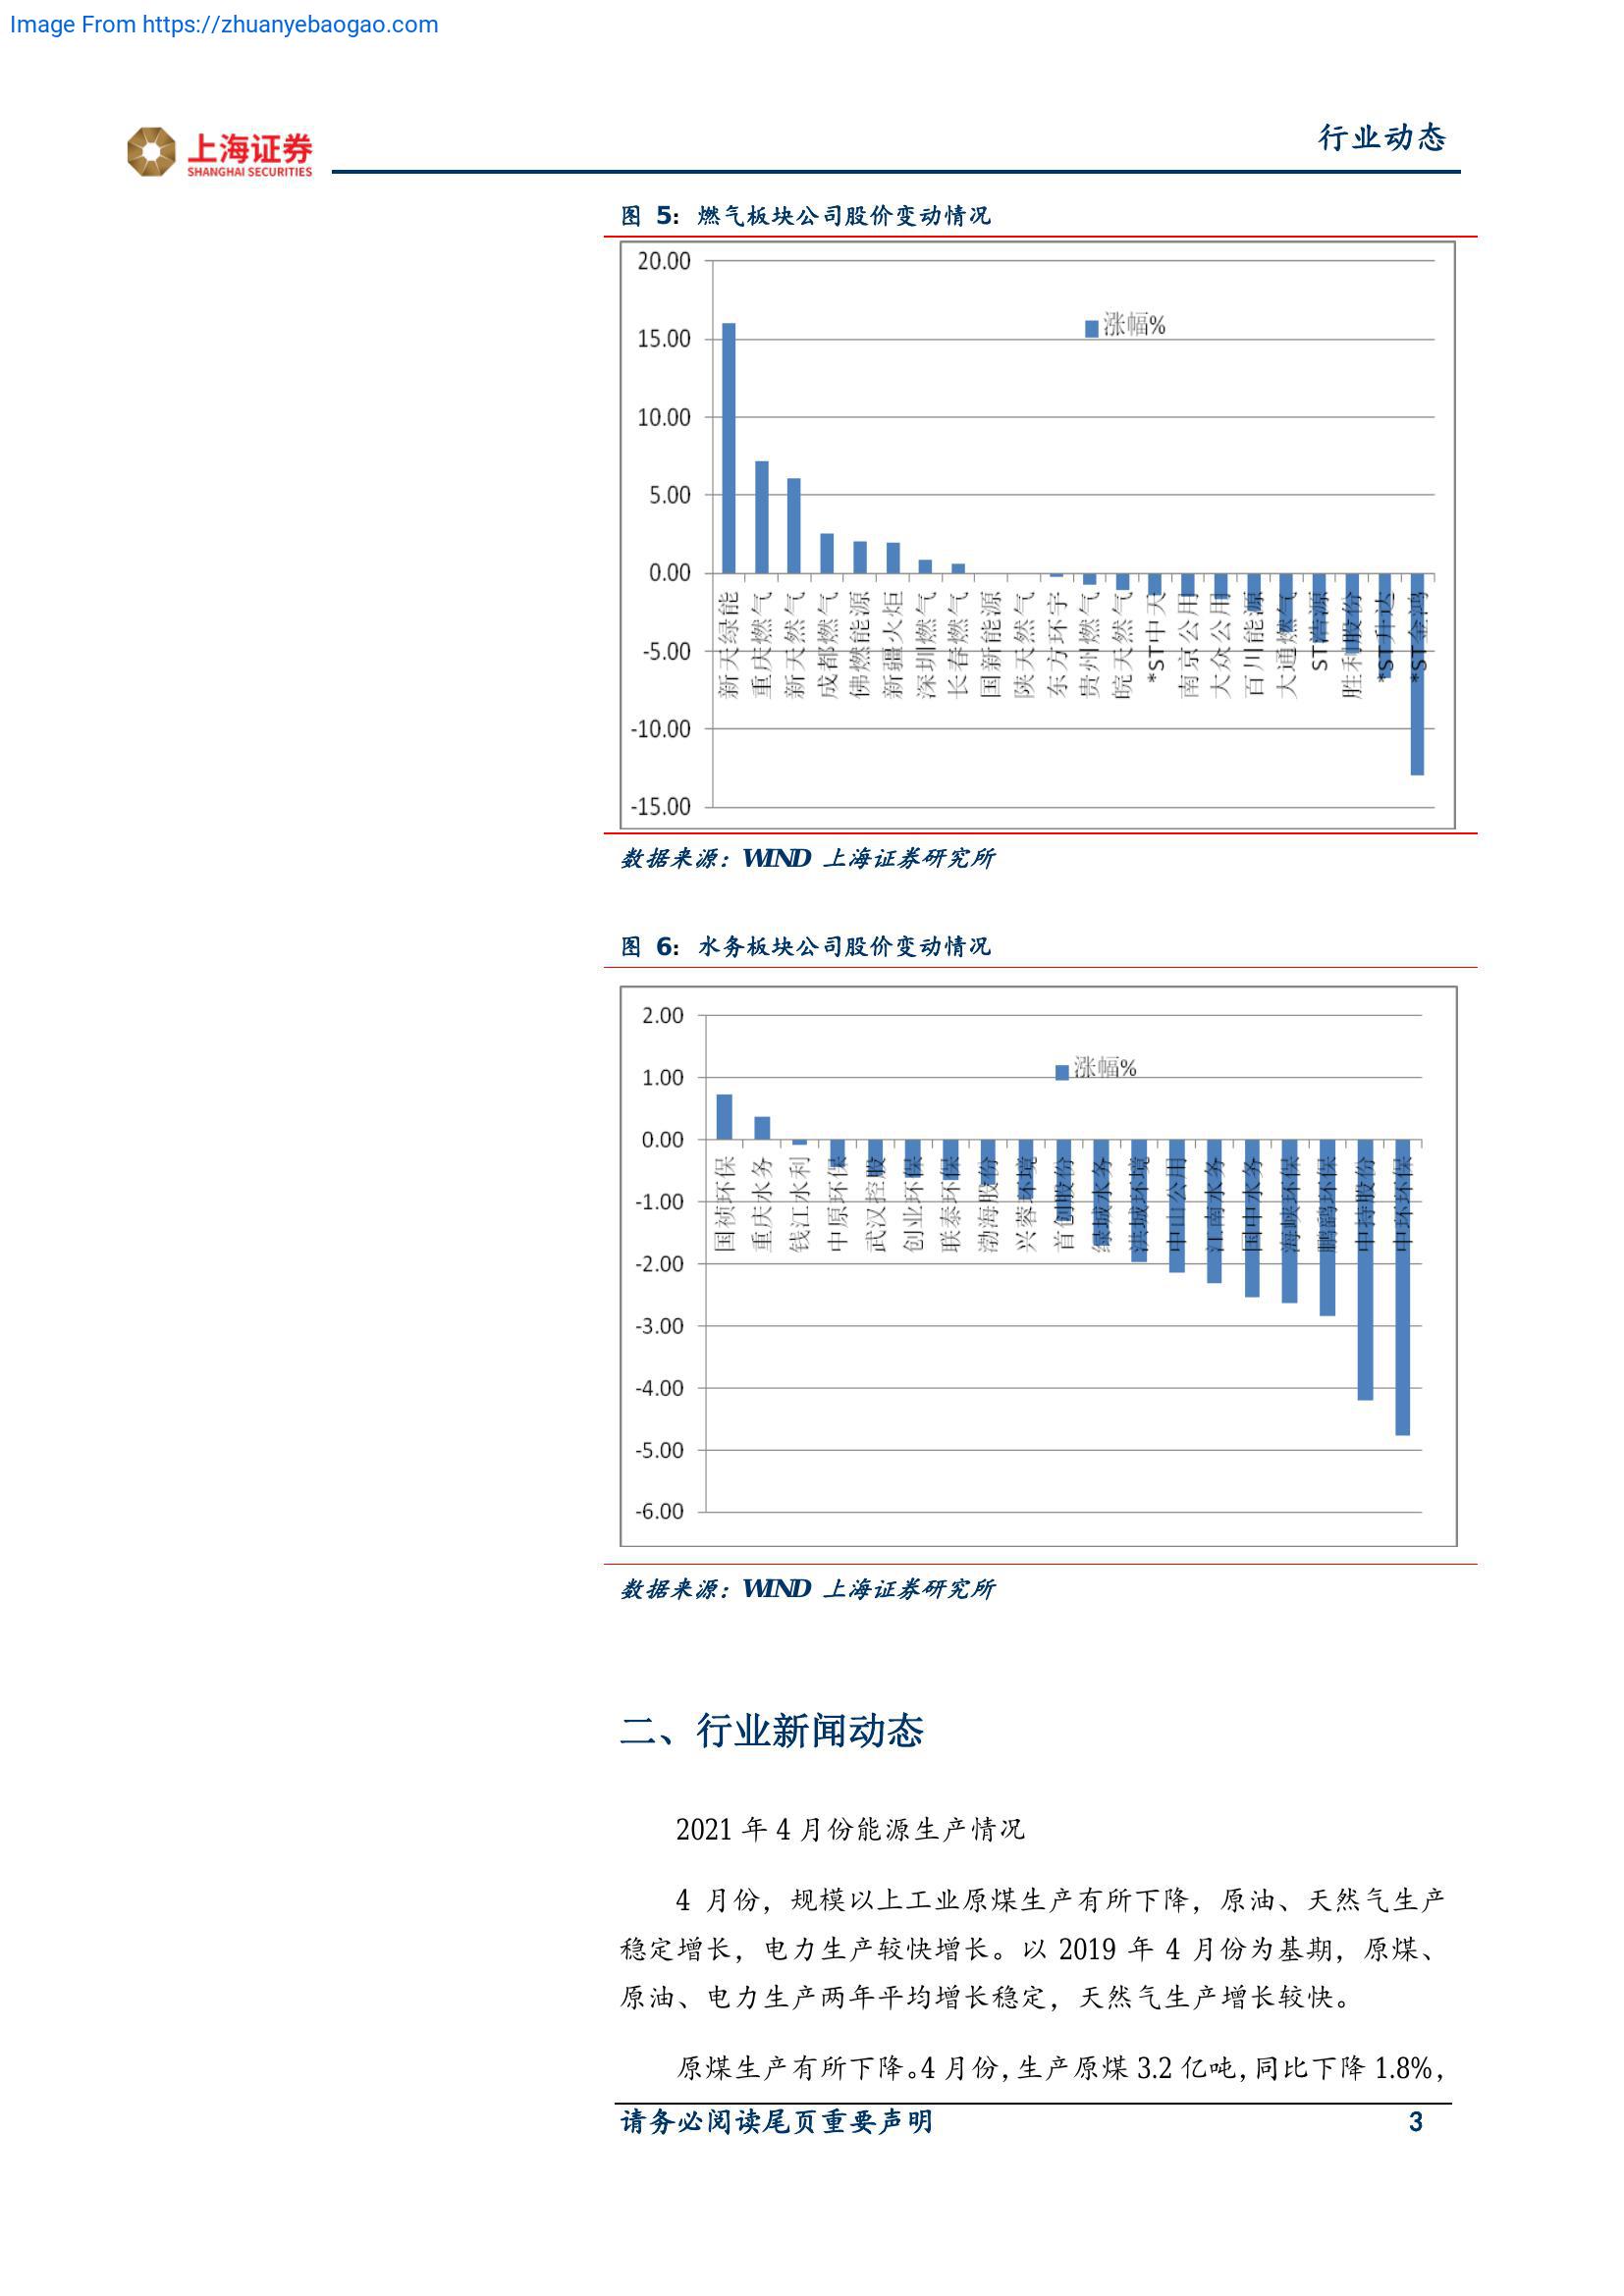 Image From https://zhuanyebaogao.com
上海证券
SHANGHAI SECURITIES
行业动态
图 5：燃气板块公司股价变动情况
20.00
15.00
10.00
5.00
0.00
-5.00
-10.00
-15.00
涨幅%
新天绿能
重庆燃气
新天然气
成都燃气
佛燃能源
新疆火炬
深圳燃气
长春燃气
国新能源
陕天然气
东方环宇
贵州燃气
皖天然气
*ST中天
南京公用
大众公用
百川能源
大通燃气
ST浩源
胜利股份
*ST升达
*ST金鸿
数据来源：WIND 上海证券研究所
图 6：水务板块公司股价变动情况
2.00
1.00
0.00
-1.00
-2.00
-3.00
-4.00
-5.00
-6.00
涨幅%
国祯环保
重庆水务
钱江水利
中原环保
武汉控股
创业环保
联泰环保
渤海股份
兴蓉环境
首创股份
绿城水务
洪城环境
中山公用
江南水务
国中水务
海峡环保
鹏鹞环保
中持股份
中环环保
数据来源：WIND 上海证券研究所
二、行业新闻动态
2021 年 4 月份能源生产情况
4 月份，规模以上工业原煤生产有所下降，原油、天然气生产
稳定增长，电力生产较快增长。以 2019 年 4 月份为基期，原煤、
原油、电力生产两年平均增长稳定，天然气生产增长较快。
原煤生产有所下降。4 月份，生产原煤 3.2 亿吨，同比下降 1.8%，
请务必阅读尾页重要声明
3